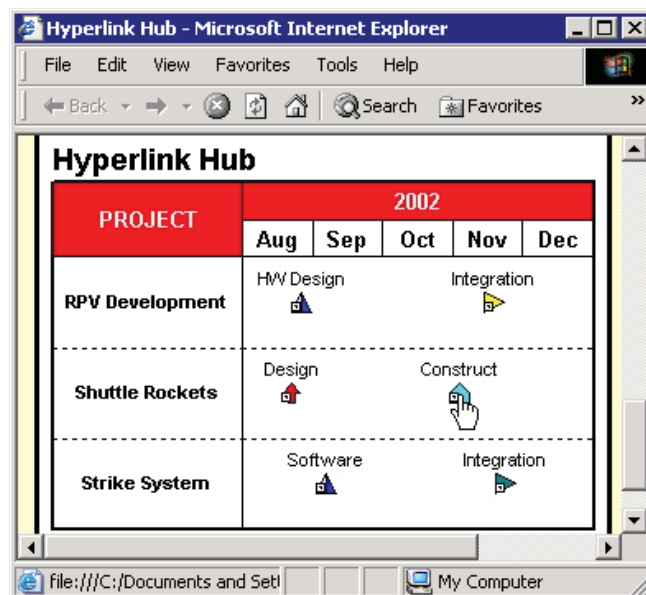 Hyperlink Hub - Microsoft Internet Explorer
File Edit View Favorites Tools Help
Back Search Favorites »
Hyperlink Hub
PROJECT 2002
Aug Sep Oct Nov Dec
HW Design Integration
RPV Development
Design Construct
Shuttle Rockets
Software Integration
Strike System
file:///C:/Documents and Setl My Computer